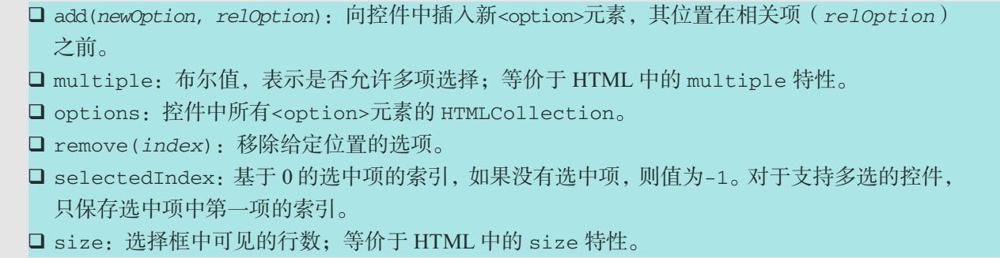 ❑ add(newOption, relOption)：向控件中插入新<option>元素，其位置在相关项（relOption）
之前。
❑ multiple：布尔值，表示是否允许多项选择；等价于 HTML 中的 multiple 特性。
❑ options：控件中所有<option>元素的 HTMLCollection。
❑ remove(index)：移除给定位置的选项。
❑ selectedIndex：基于 0 的选中项的索引，如果没有选中项，则值为-1。对于支持多选的控件，
只保存选中项中第一项的索引。
❑ size：选择框中可见的行数；等价于 HTML 中的 size 特性。